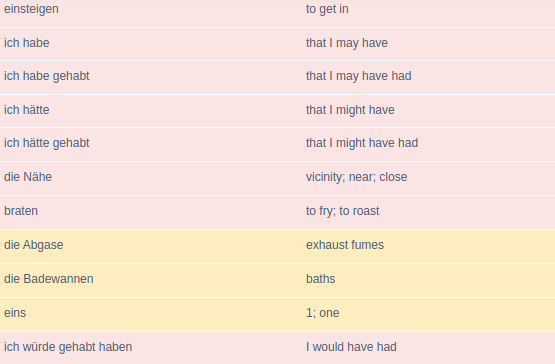 einsteigen to get in
ich habe that I may have
ich habe gehabt that I may have had
ich hätte that I might have
ich hätte gehabt that I might have had
die Nähe vicinity; near; close
braten to fry; to roast
die Abgase exhaust fumes
die Badewannen baths
eins 1; one
ich würde gehabt haben I would have had